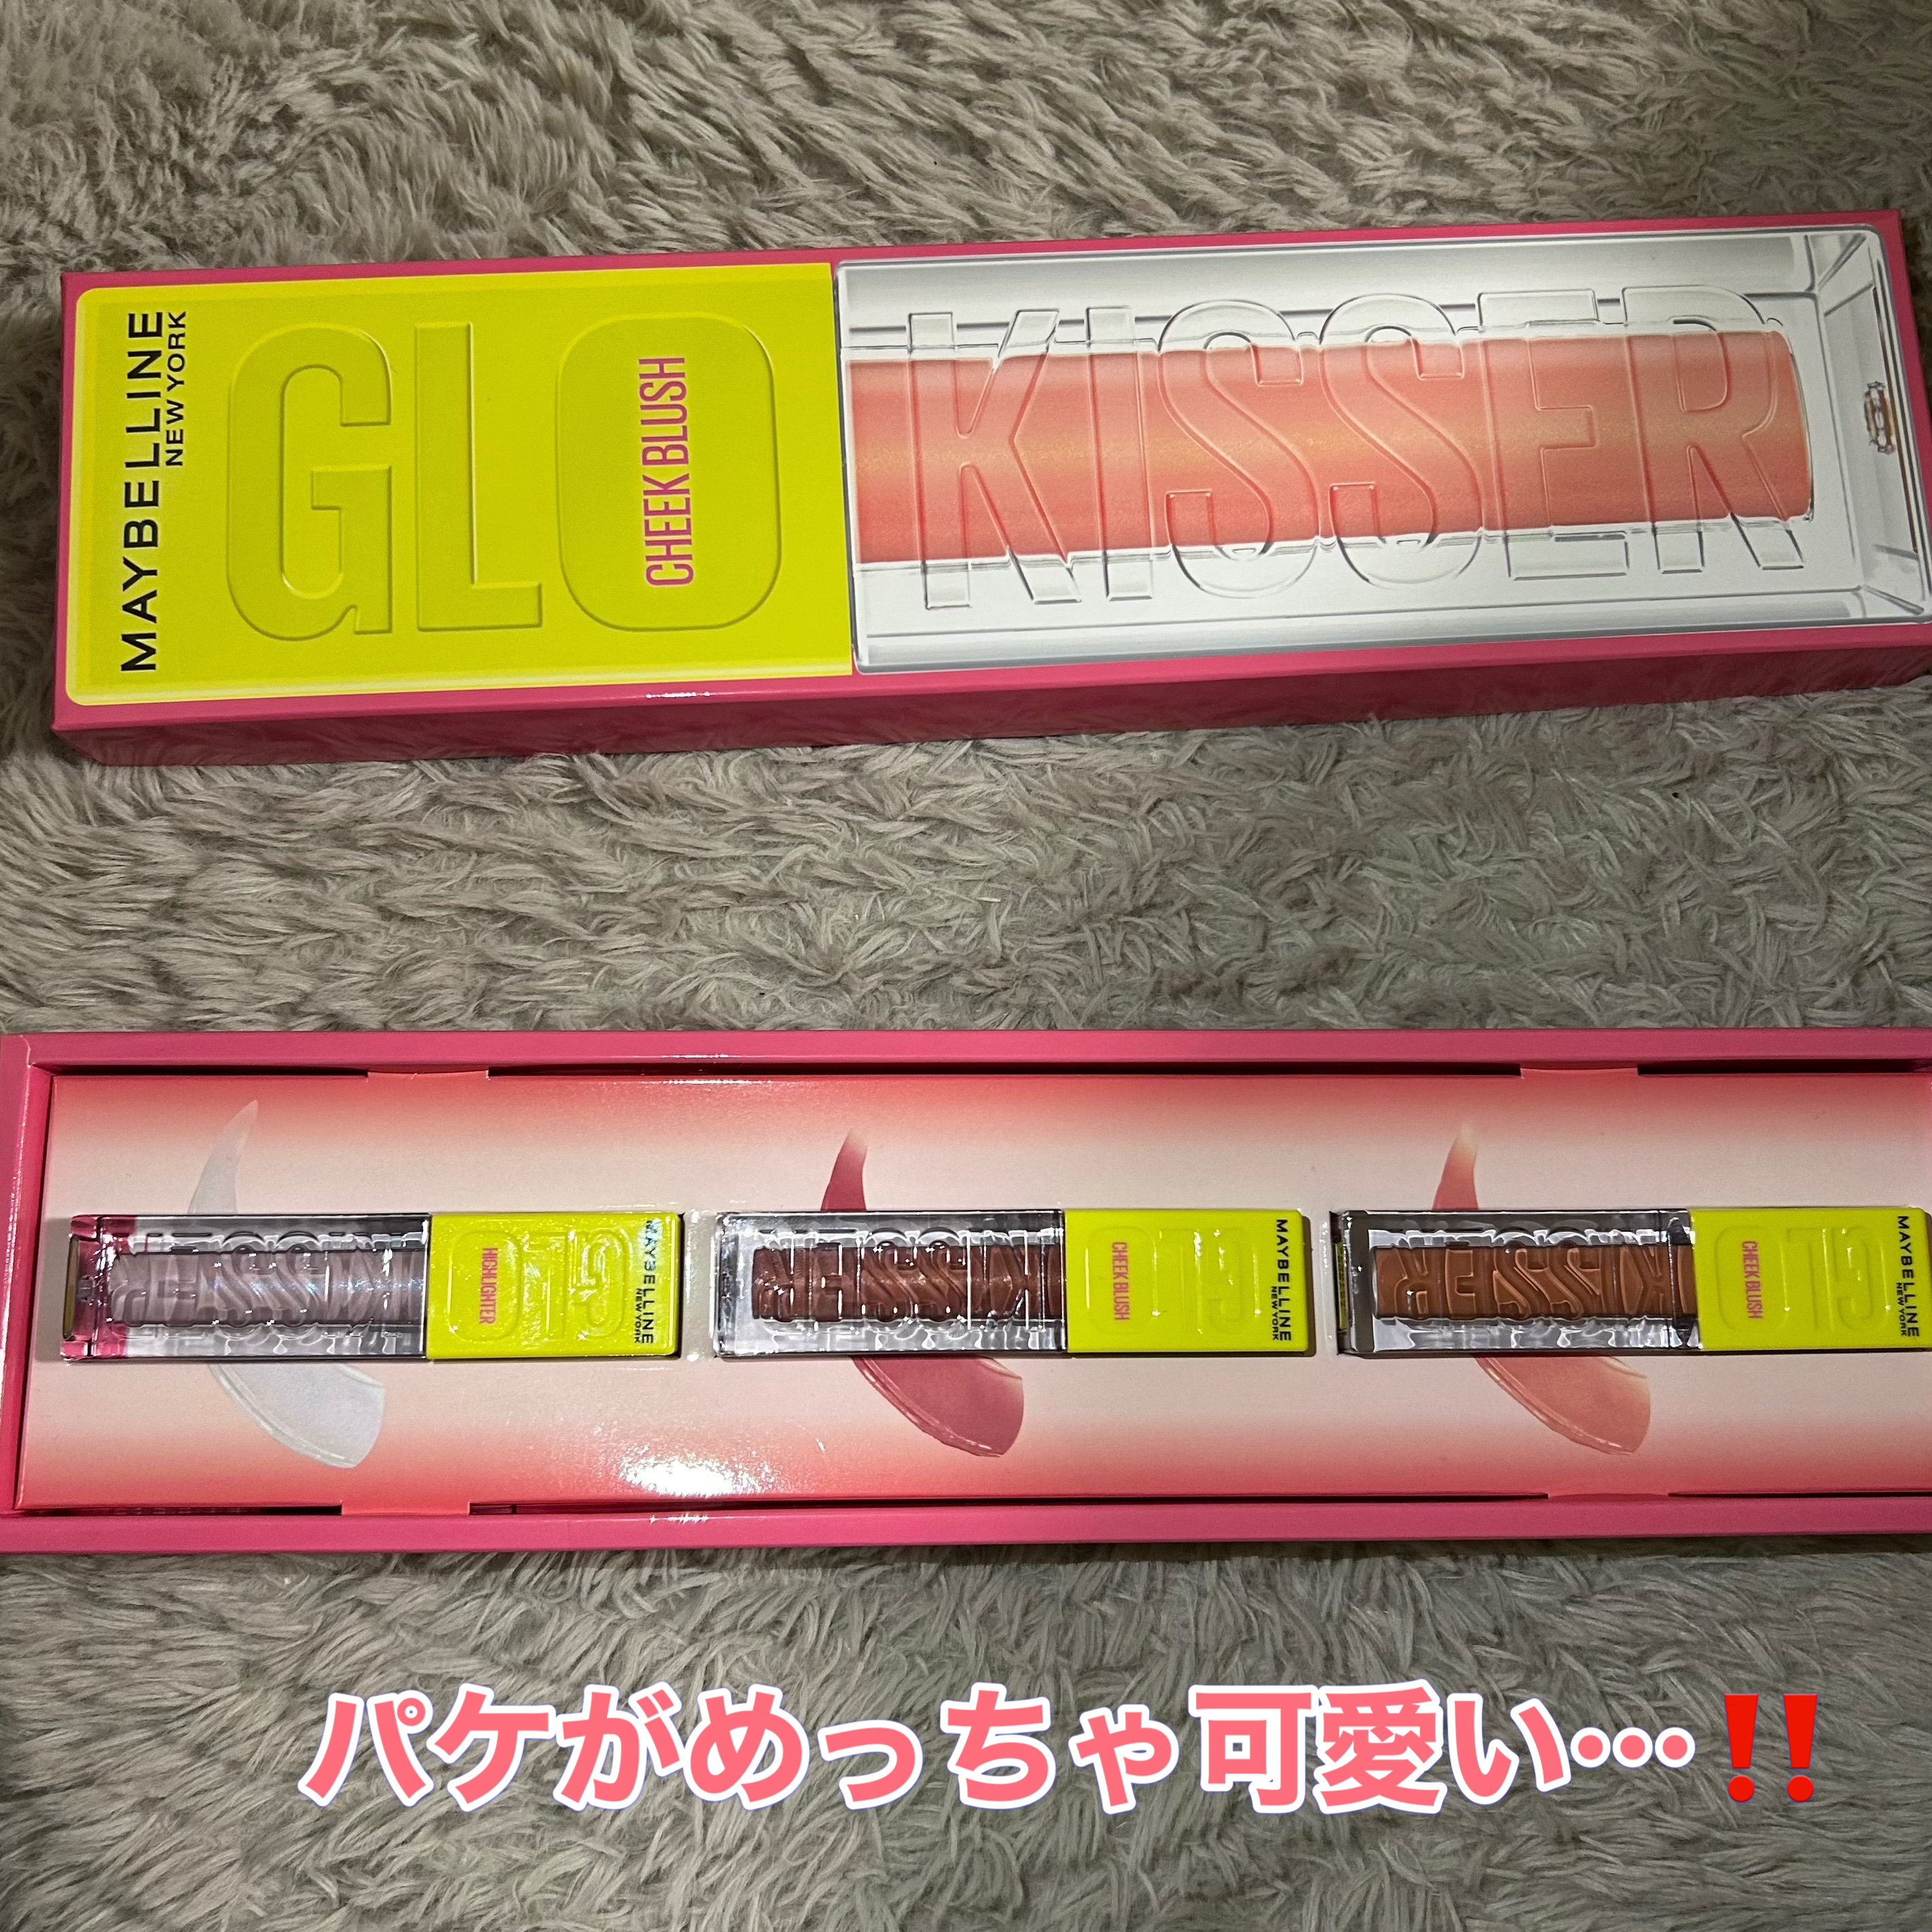 MAYBELLINE
NEW YORK
GLO
CHEEK BLUSH
KISSER
KISSER
HIGHLIGHTER
GLO
MAYBELLINE
NEW YORK
KISSER
CHEEK BLUSH
GLO
MAYBELLINE
NEW YORK
KISSER
CHEEK BLUSH
GLO
MAYBELLINE
NEW YORK
パケがめっちゃ可愛い…‼️